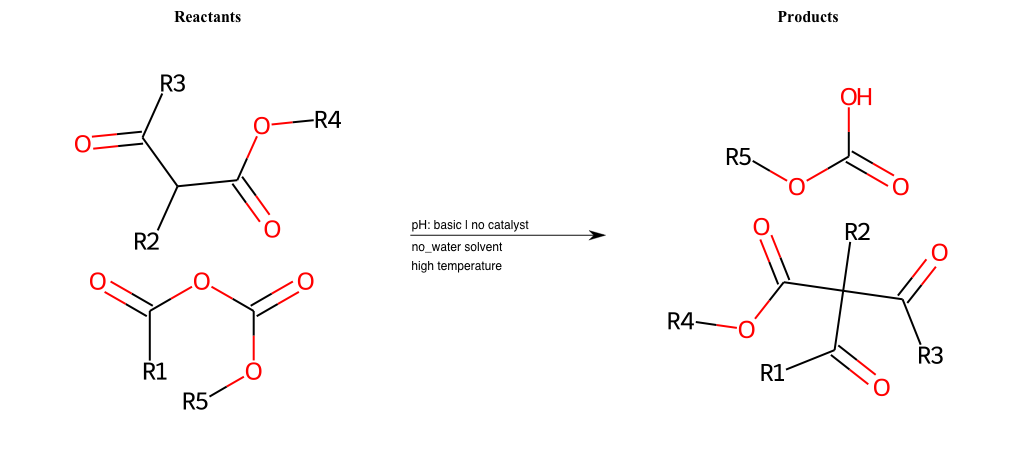 Reactants
Products
R3
O
O
R4
O
R2
O
O
O
R1
O
R5
pH: basic | no catalyst
no_water solvent
high temperature
OH
R5
O
O
O
R2
O
R4
O
R1
O
R3